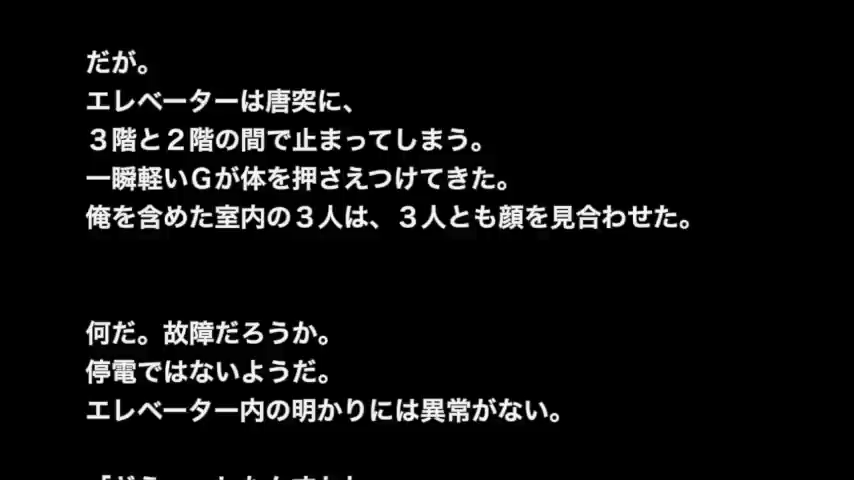 だが。
エレベーターは唐突に、
３階と２階の間で止まってしまう。
一瞬軽いＧが体を押さえつけてきた。
俺を含めた室内の３人は、３人とも顔を見合わせた。
何だ。故障だろうか。
停電ではないようだ。
エレベーター内の明かりには異常がない。